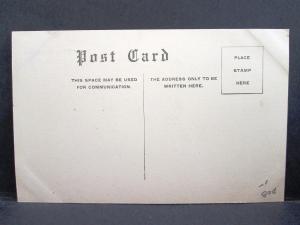 Post Card
THIS SPACE MAY BE USED
FOR COMMUNICATION.
THE ADDRESS ONLY TO BE
WRITTEN HERE.
PLACE
STAMP
HERE